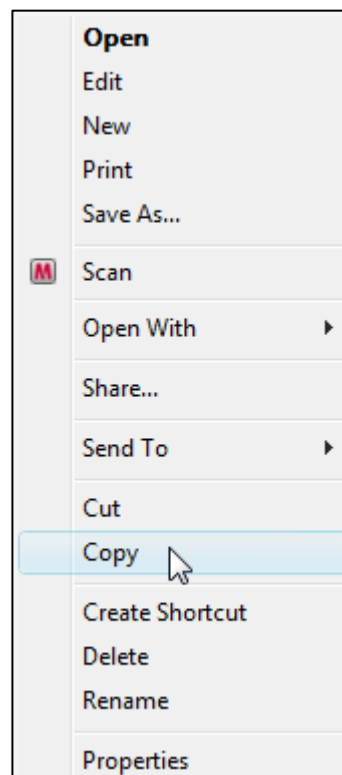 Open
Edit
New
Print
Save As...
M Scan
Open With
Share...
Send To
Cut
Copy
Create Shortcut
Delete
Rename
Properties